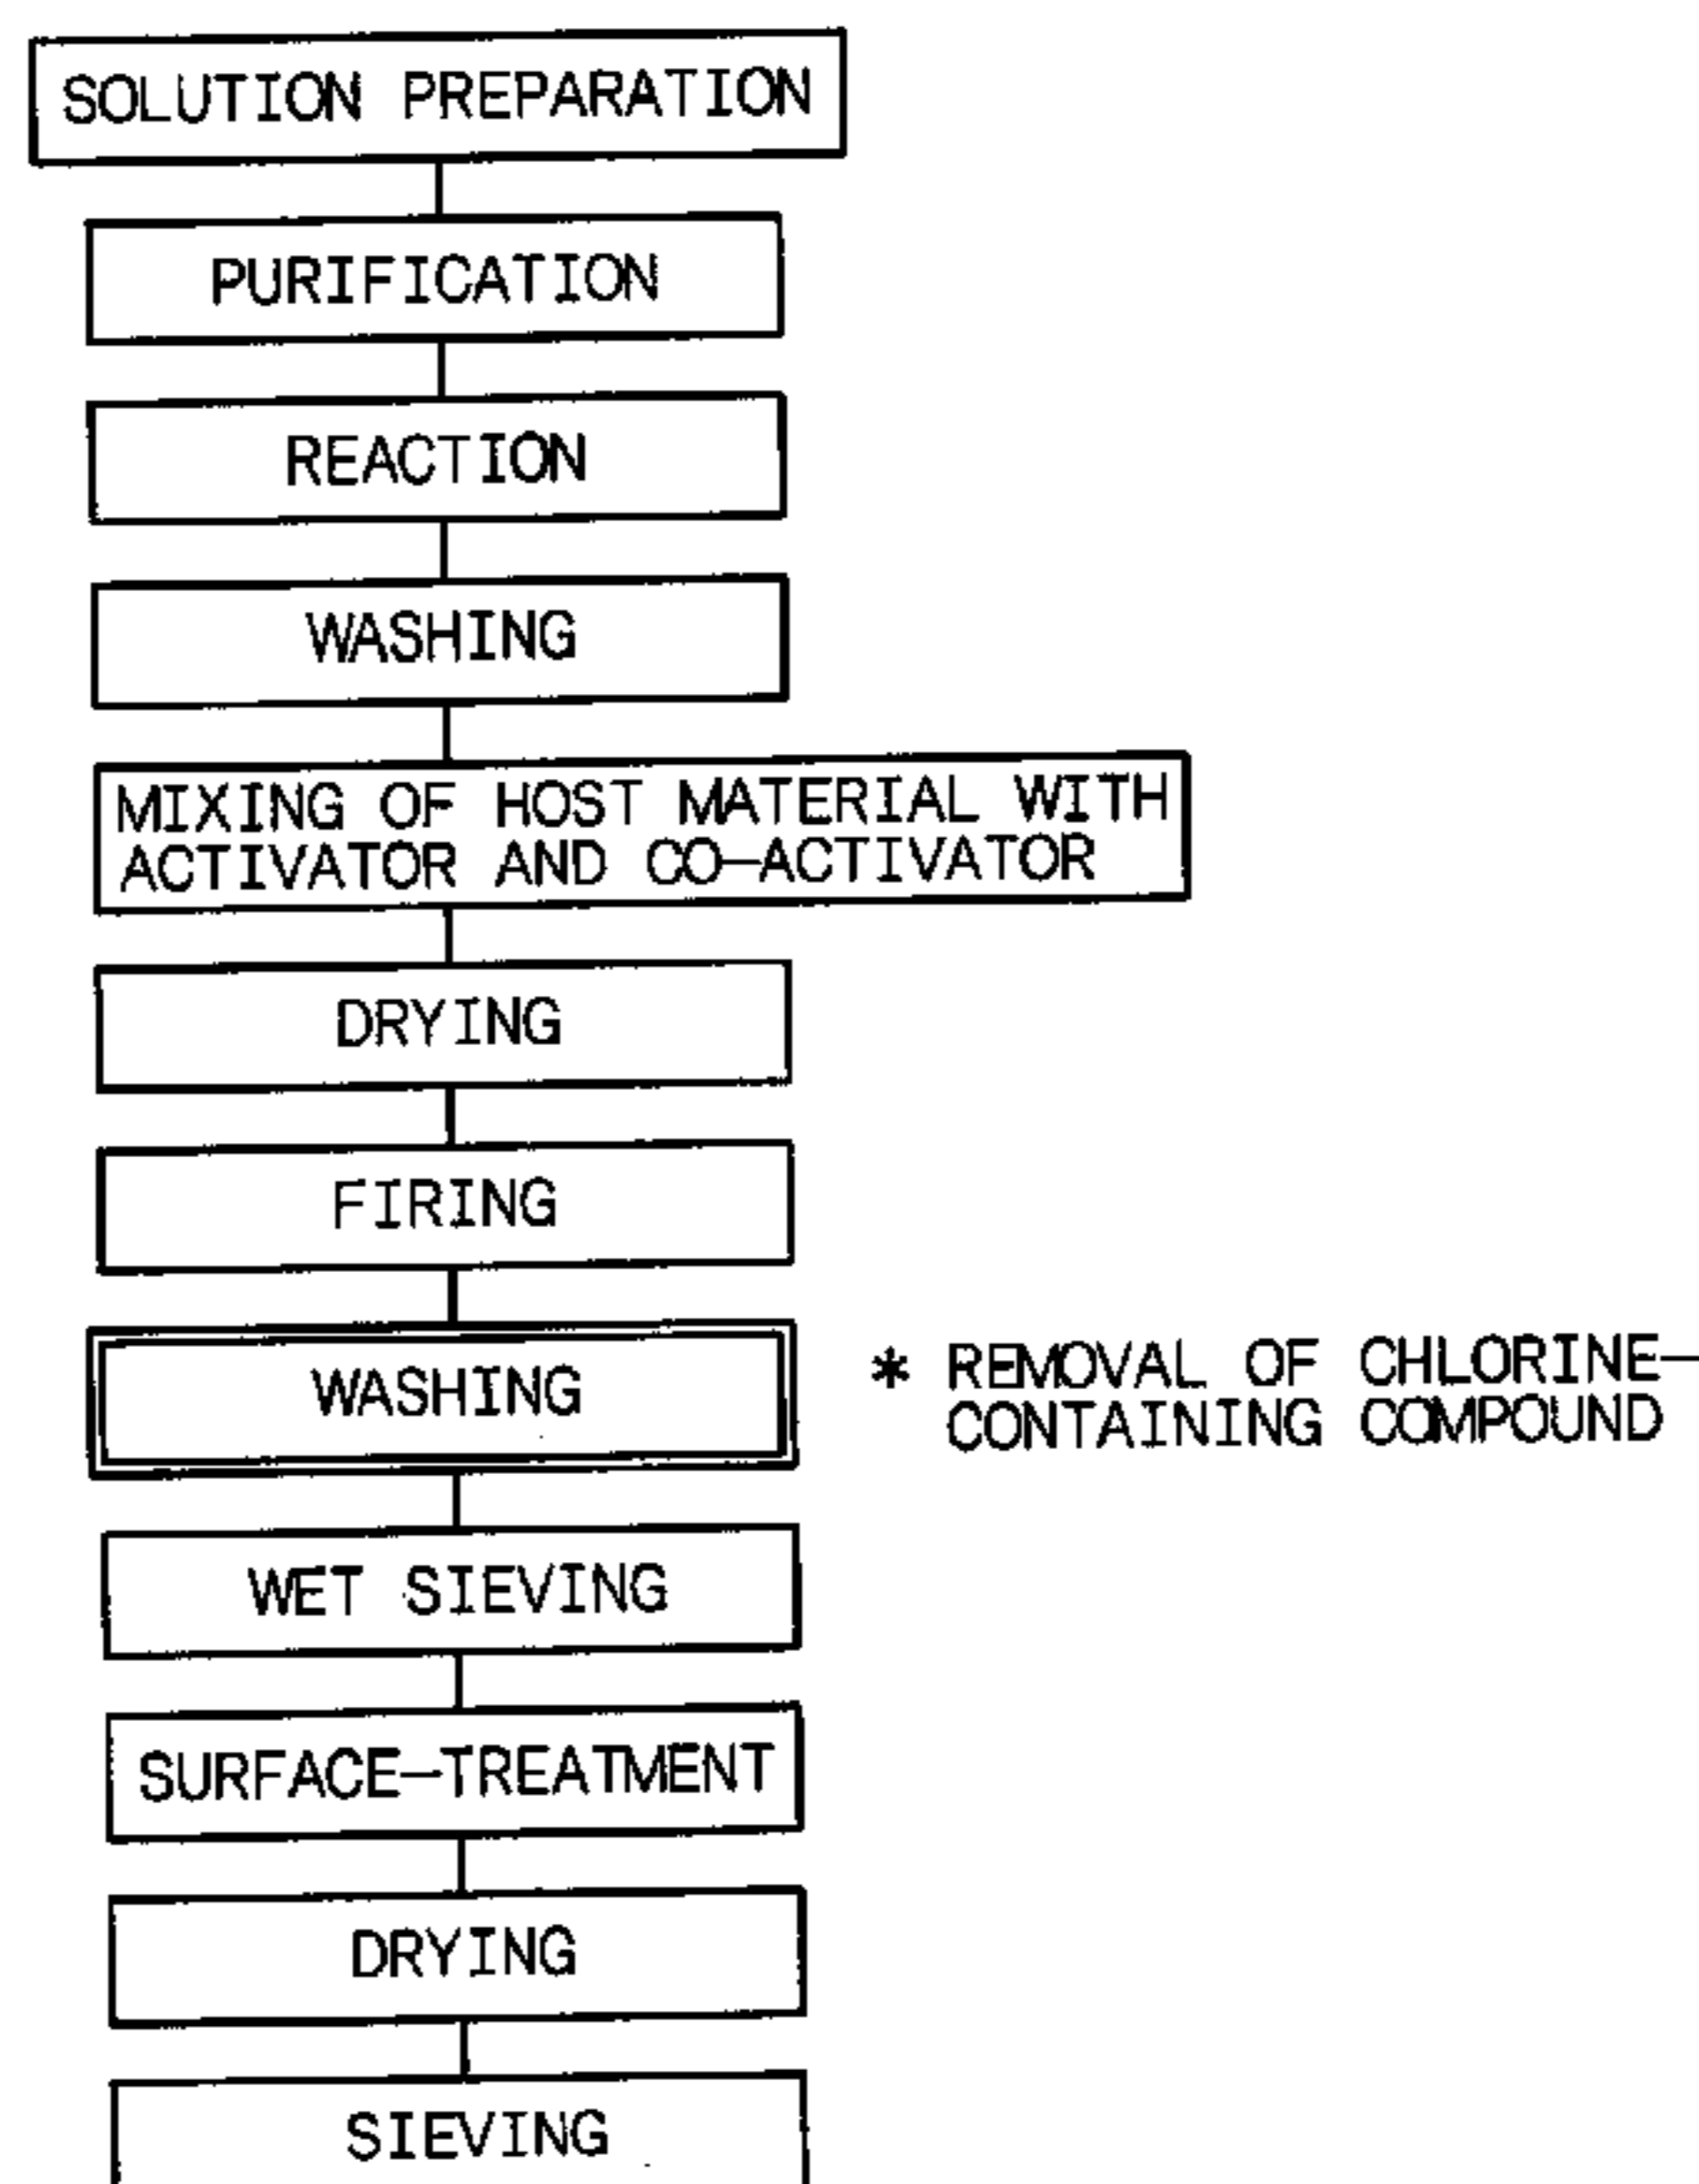 SOLUTION PREPARATION
PURIFICATION
REACTION
WASHING
MIXING OF HOST MATERIAL WITH
ACTIVATOR AND CO-ACTIVATOR
DRYING
FIRING
WASHING
* REMOVAL OF CHLORINE-
CONTAINING COMPOUND
WET SIEVING
SURFACE-TREATMENT
DRYING
SIEVING